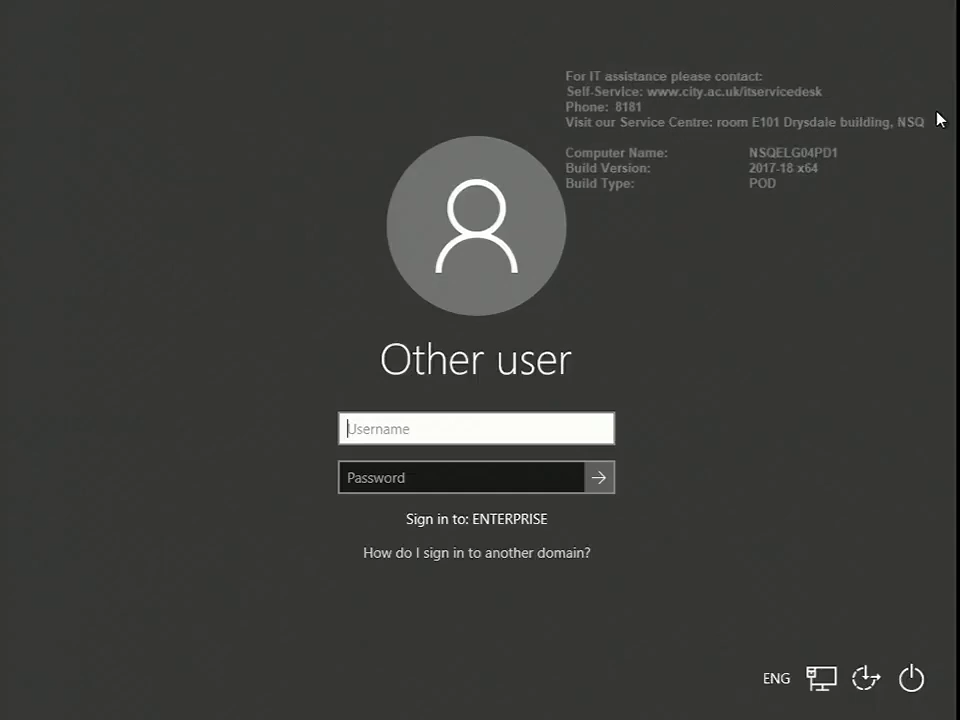 For IT assistance please contact:
Self-Service: www.city.ac.uk/itservicedesk
Phone: 8181
Visit our Service Centre: room E101 Drysdale building, NSQ
Computer Name: NSQELG04PD1
Build Version: 2017-18 x64
Build Type: POD
Other user
Username
Password
Sign in to: ENTERPRISE
How do I sign in to another domain?
ENG